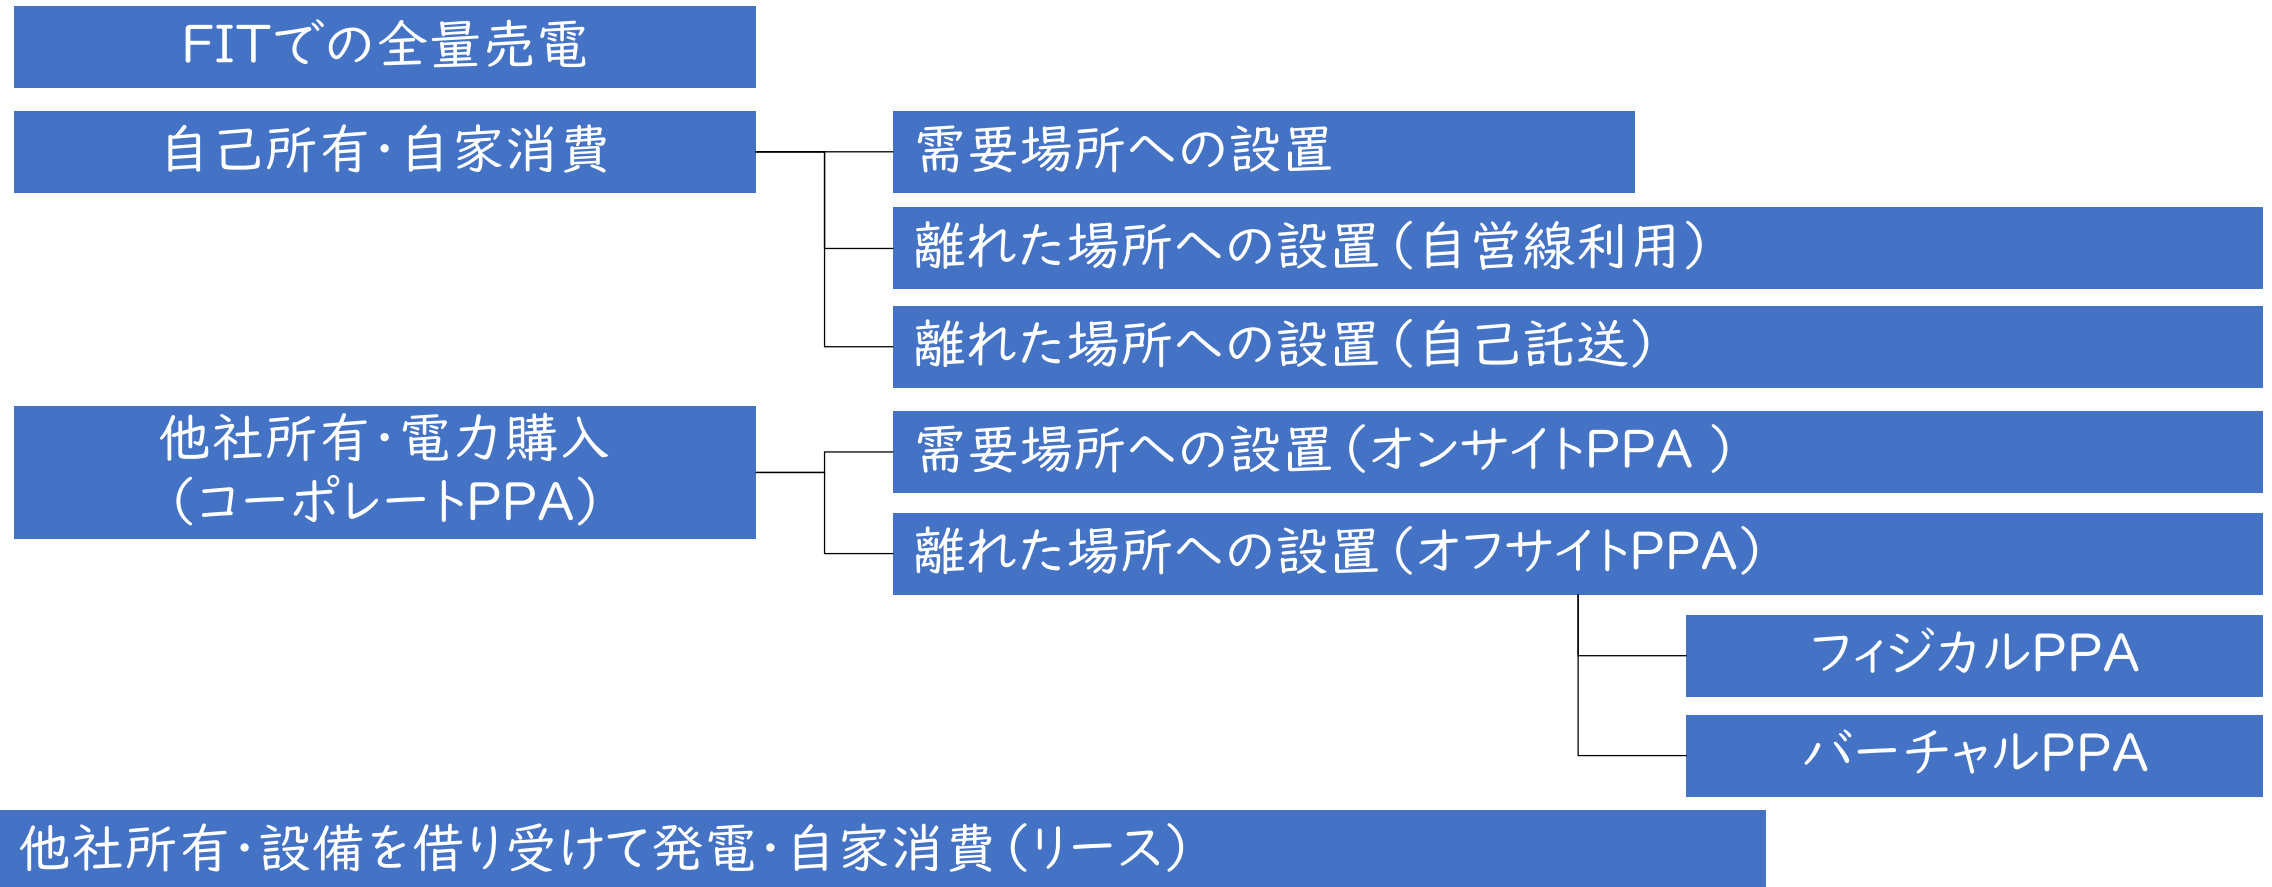 FITでの全量売電
自己所有・自家消費
需要場所への設置
離れた場所への設置（自営線利用）
離れた場所への設置（自己託送）
他社所有・電力購入
（コーポレートPPA）
需要場所への設置（オンサイトPPA ）
離れた場所への設置（オフサイトPPA）
フィジカルPPA
バーチャルPPA
他社所有・設備を借り受けて発電・自家消費（リース）